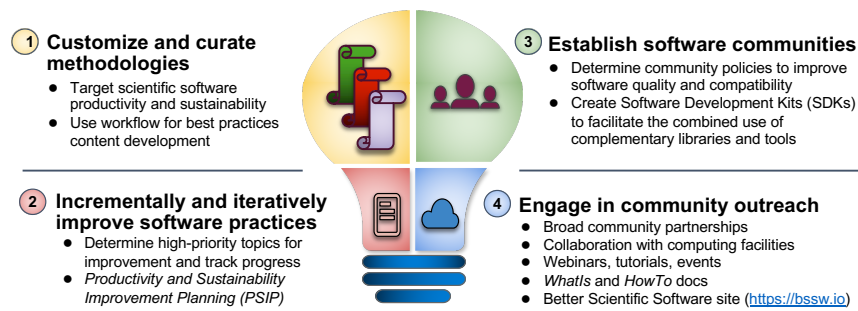 1 Customize and curate
methodologies
● Target scientific software
productivity and sustainability
● Use workflow for best practices
content development
2 Incrementally and iteratively
improve software practices
● Determine high-priority topics for
improvement and track progress
● Productivity and Sustainability
Improvement Planning (PSIP)
3 Establish software communities
● Determine community policies to improve
software quality and compatibility
● Create Software Development Kits (SDKs)
to facilitate the combined use of
complementary libraries and tools
4 Engage in community outreach
● Broad community partnerships
● Collaboration with computing facilities
● Webinars, tutorials, events
● WhatIs and HowTo docs
● Better Scientific Software site (https://bssw.io)